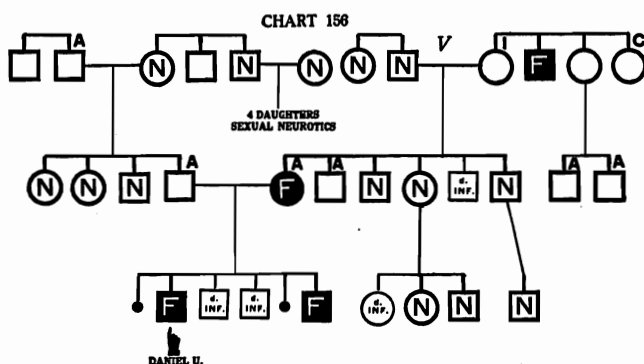 CHART 156
A N N N N N V I F C
4 DAUGHTERS
SEXUAL NEUROTICS
N N N A F A A N N d. INF. N A A
F d. INF. d. INF. F d. INF. N N N
DANIEL U.